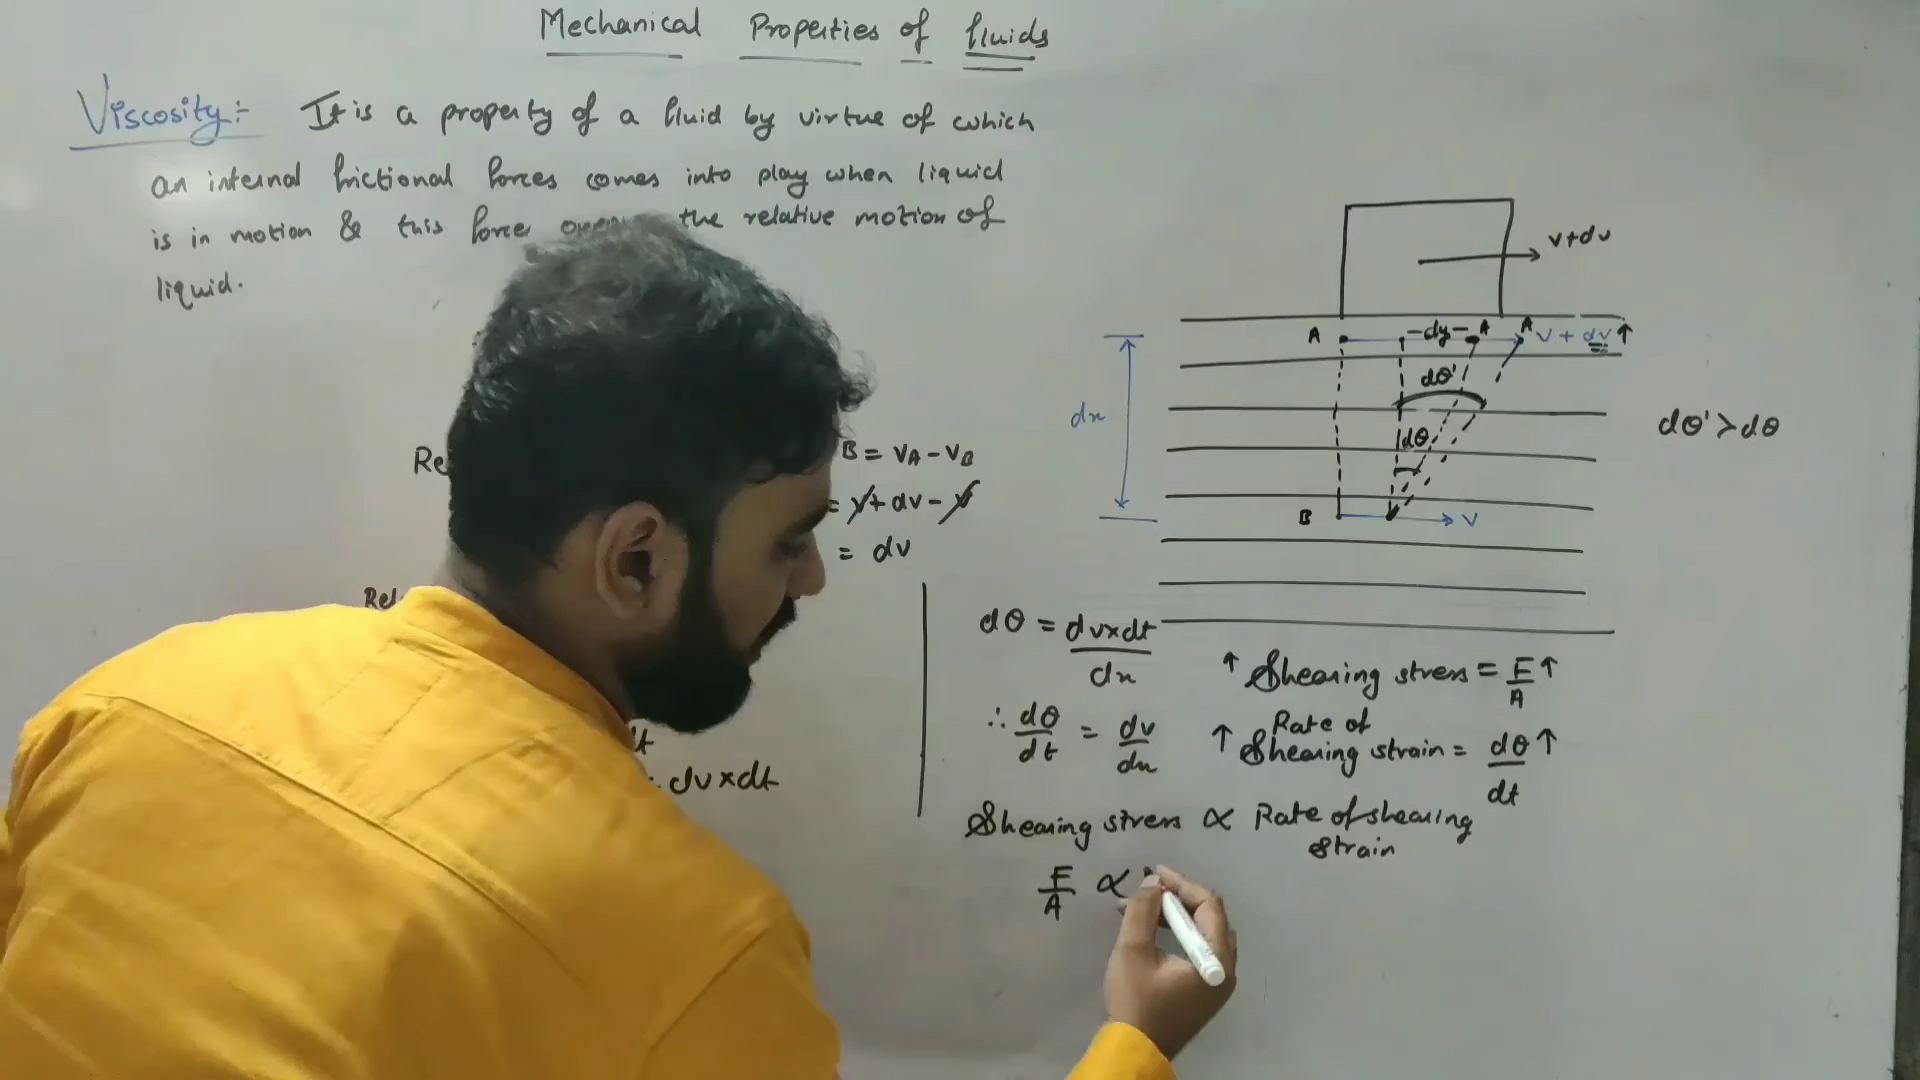 Mechanical Properties of fluids
Viscosity:- It is a property of a fluid by virtue of which
an internal frictional forces comes into play when liquid
is in motion & this force the relative motion of
liquid.
B = vA - vB
= v + dv - v
= dv
dv x dt
v+dv
A -dy- A A v + dv ↑
dθ'
dx
dθ
dθ' > dθ
B v
dθ = dv x dt / dx
∴ dθ/dt = dv/dx
↑ Shearing stress = F/A ↑
Rate of
↑ Shearing strain = dθ/dt ↑
Shearing stress ∝ Rate of shearing
strain
F/A ∝